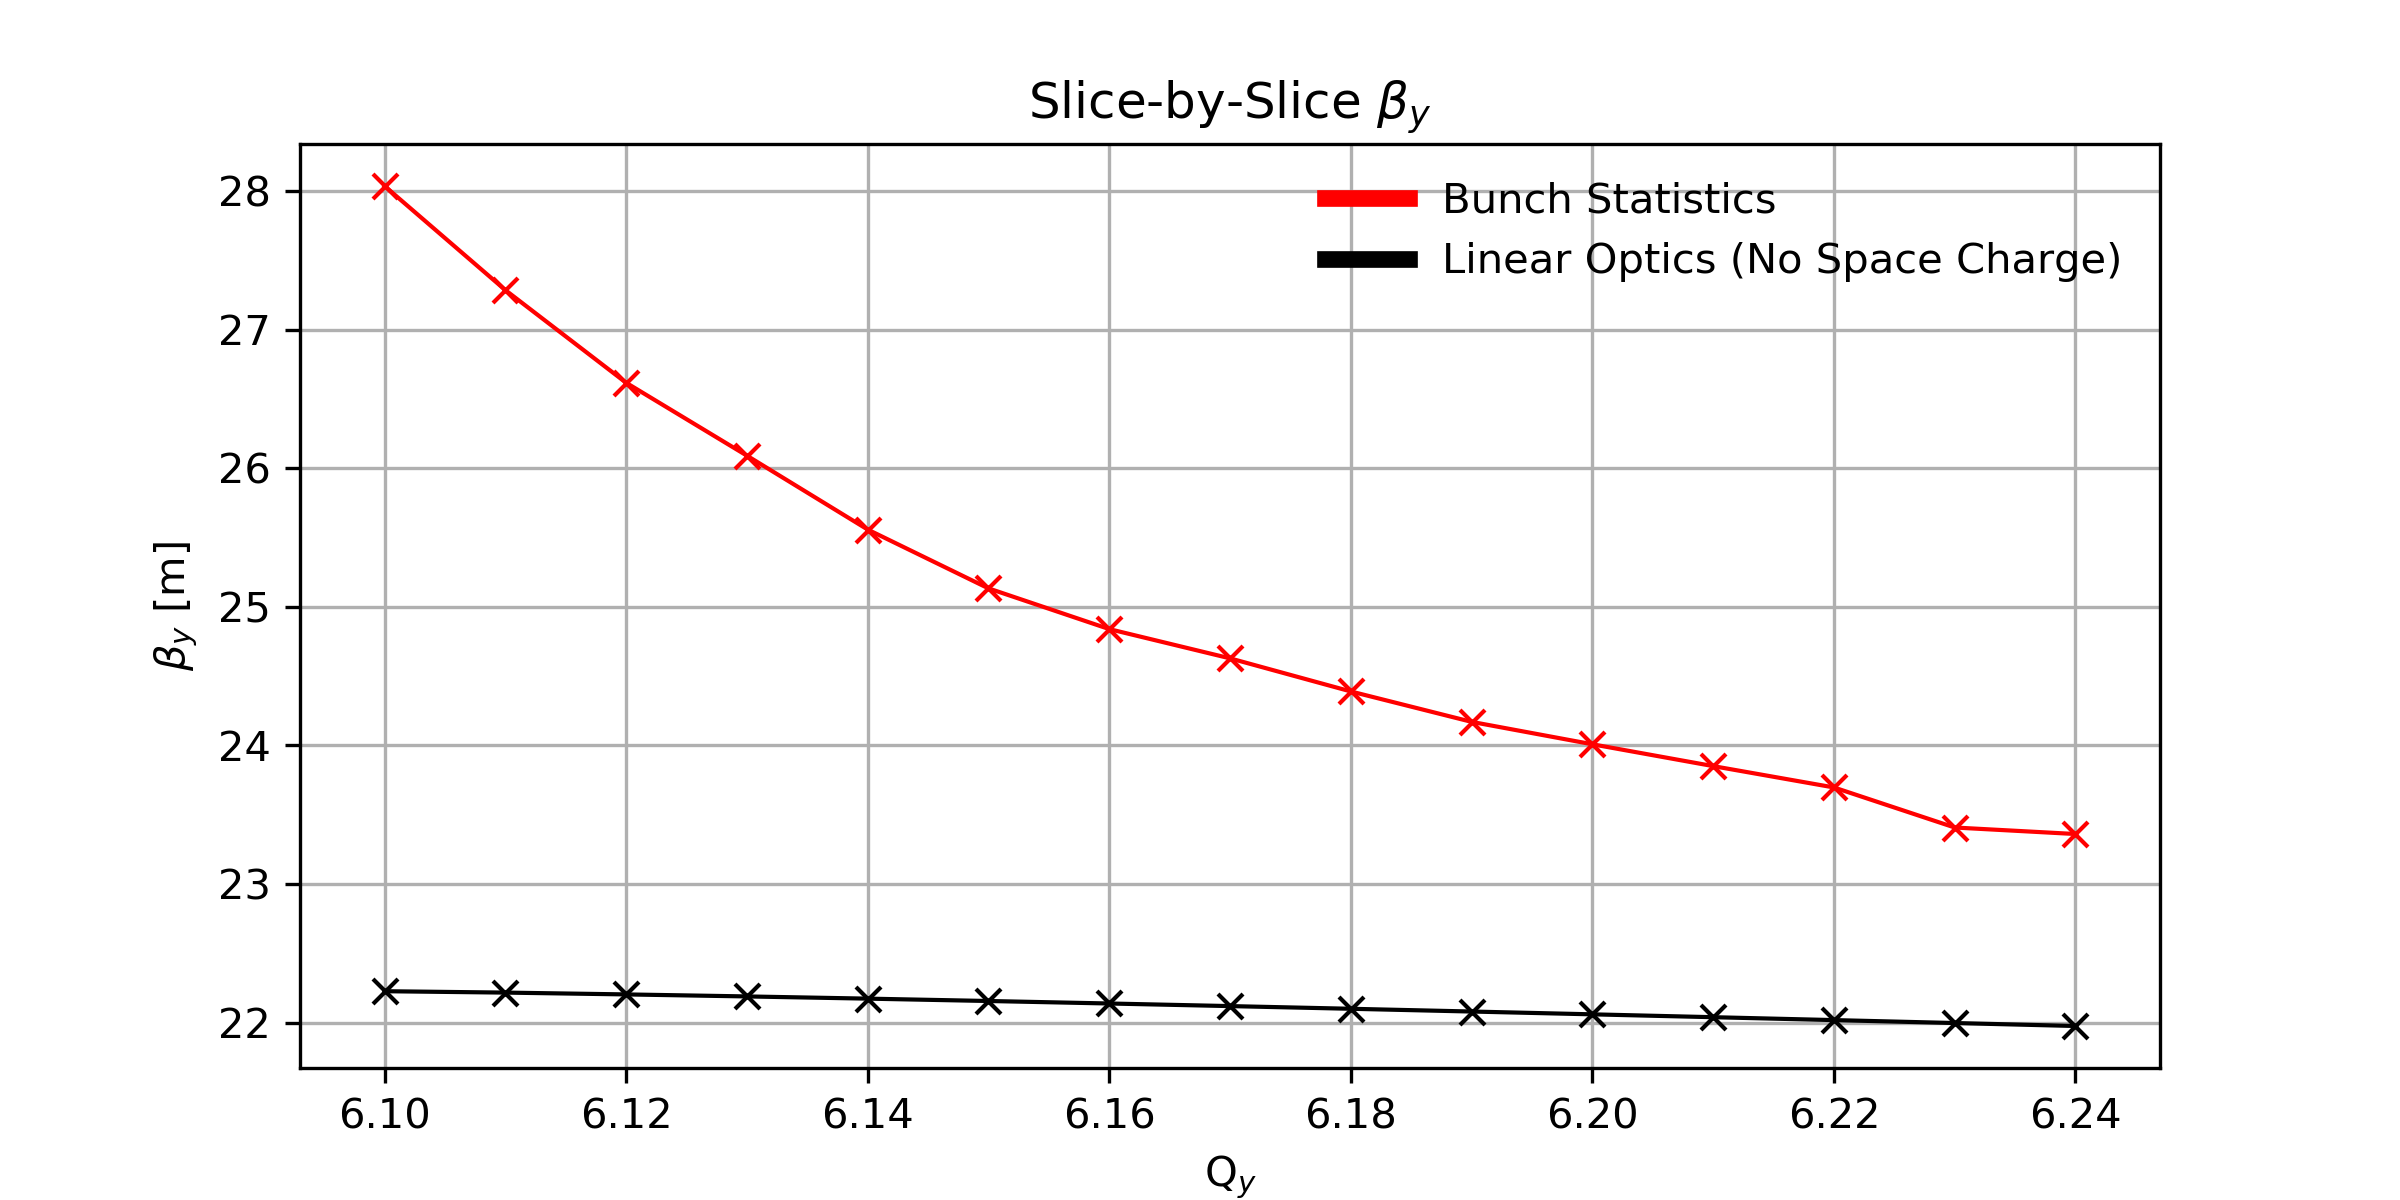 Slice-by-Slice βy
Bunch Statistics
Linear Optics (No Space Charge)
βy [m]
28
27
26
25
24
23
22
6.10 6.12 6.14 6.16 6.18 6.20 6.22 6.24
Qy